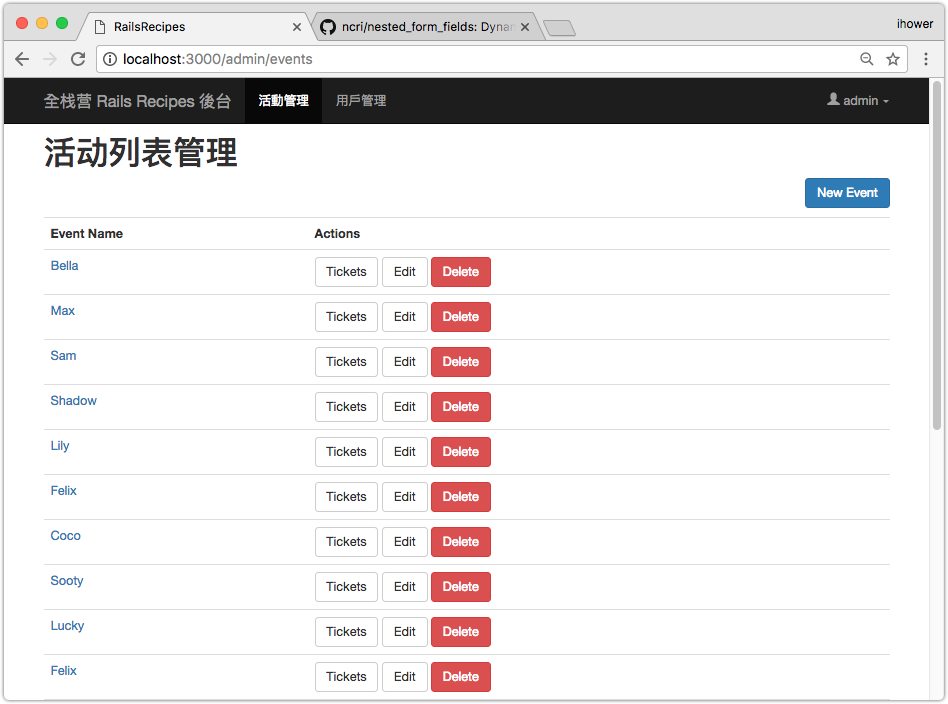 RailsRecipes
ncri/nested_form_fields: Dynan
ihower
localhost:3000/admin/events
全栈营 Rails Recipes 後台 活動管理 用戶管理 admin
活动列表管理
New Event
Event Name Actions
Bella Tickets Edit Delete
Max Tickets Edit Delete
Sam Tickets Edit Delete
Shadow Tickets Edit Delete
Lily Tickets Edit Delete
Felix Tickets Edit Delete
Coco Tickets Edit Delete
Sooty Tickets Edit Delete
Lucky Tickets Edit Delete
Felix Tickets Edit Delete